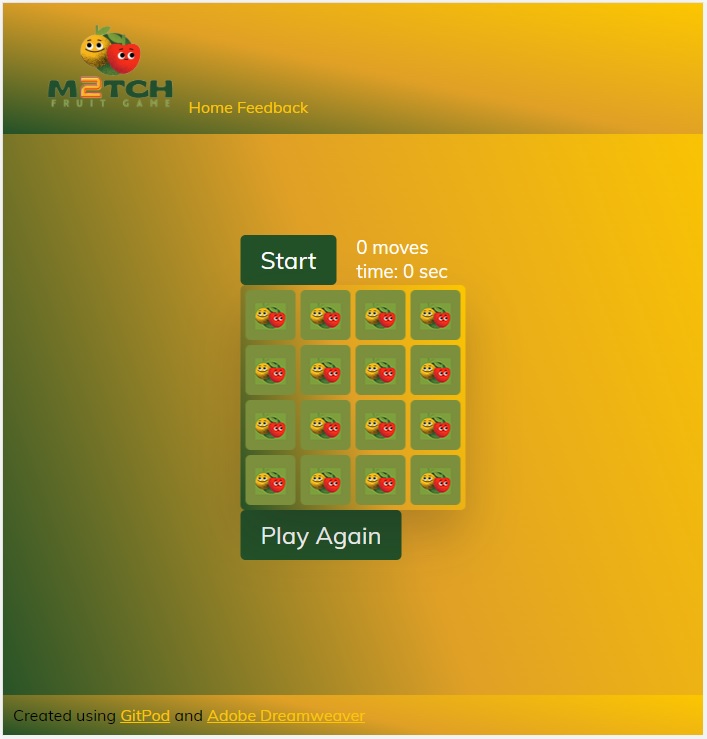 M2TCH
FRUIT GAME
Home Feedback
Start
0 moves
time: 0 sec
Play Again
Created using GitPod and Adobe Dreamweaver